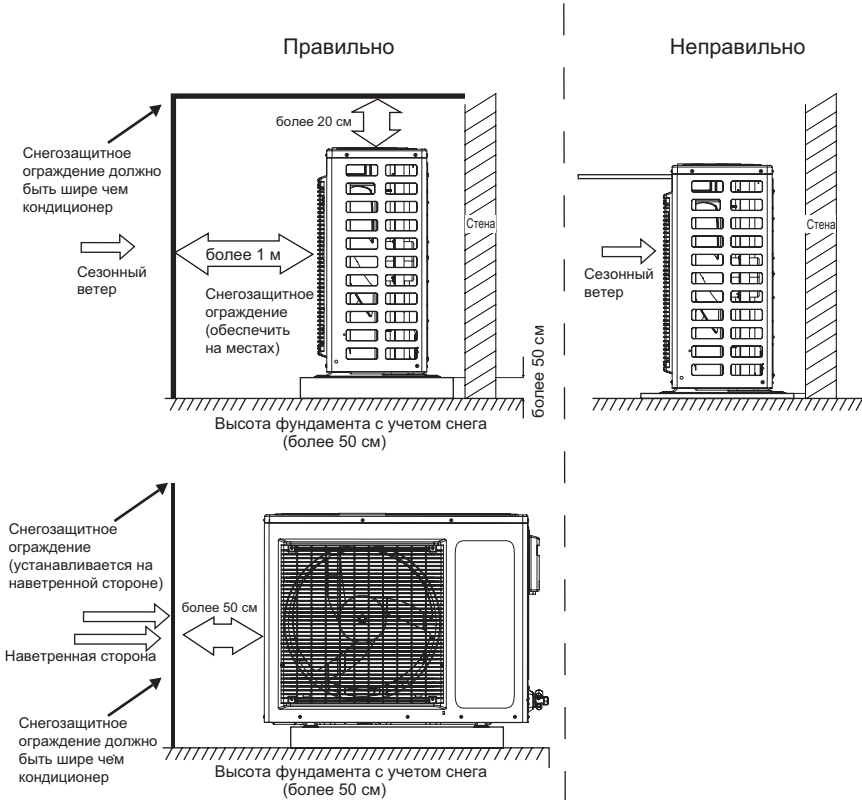 Правильно
Неправильно
более 20 см
Снегозащитное
ограждение должно
быть шире чем
кондиционер
Стена
Стена
более 1 м
Сезонный
ветер
Снегозащитное
ограждение
(обеспечить
на местах)
Сезонный
ветер
более 50 см
Высота фундамента с учетом снега
(более 50 см)
Снегозащитное
ограждение
(устанавливается на
наветренной стороне)
более 50 см
Наветренная сторона
Снегозащитное
ограждение должно
быть шире чем
кондиционер
Высота фундамента с учетом снега
(более 50 см)